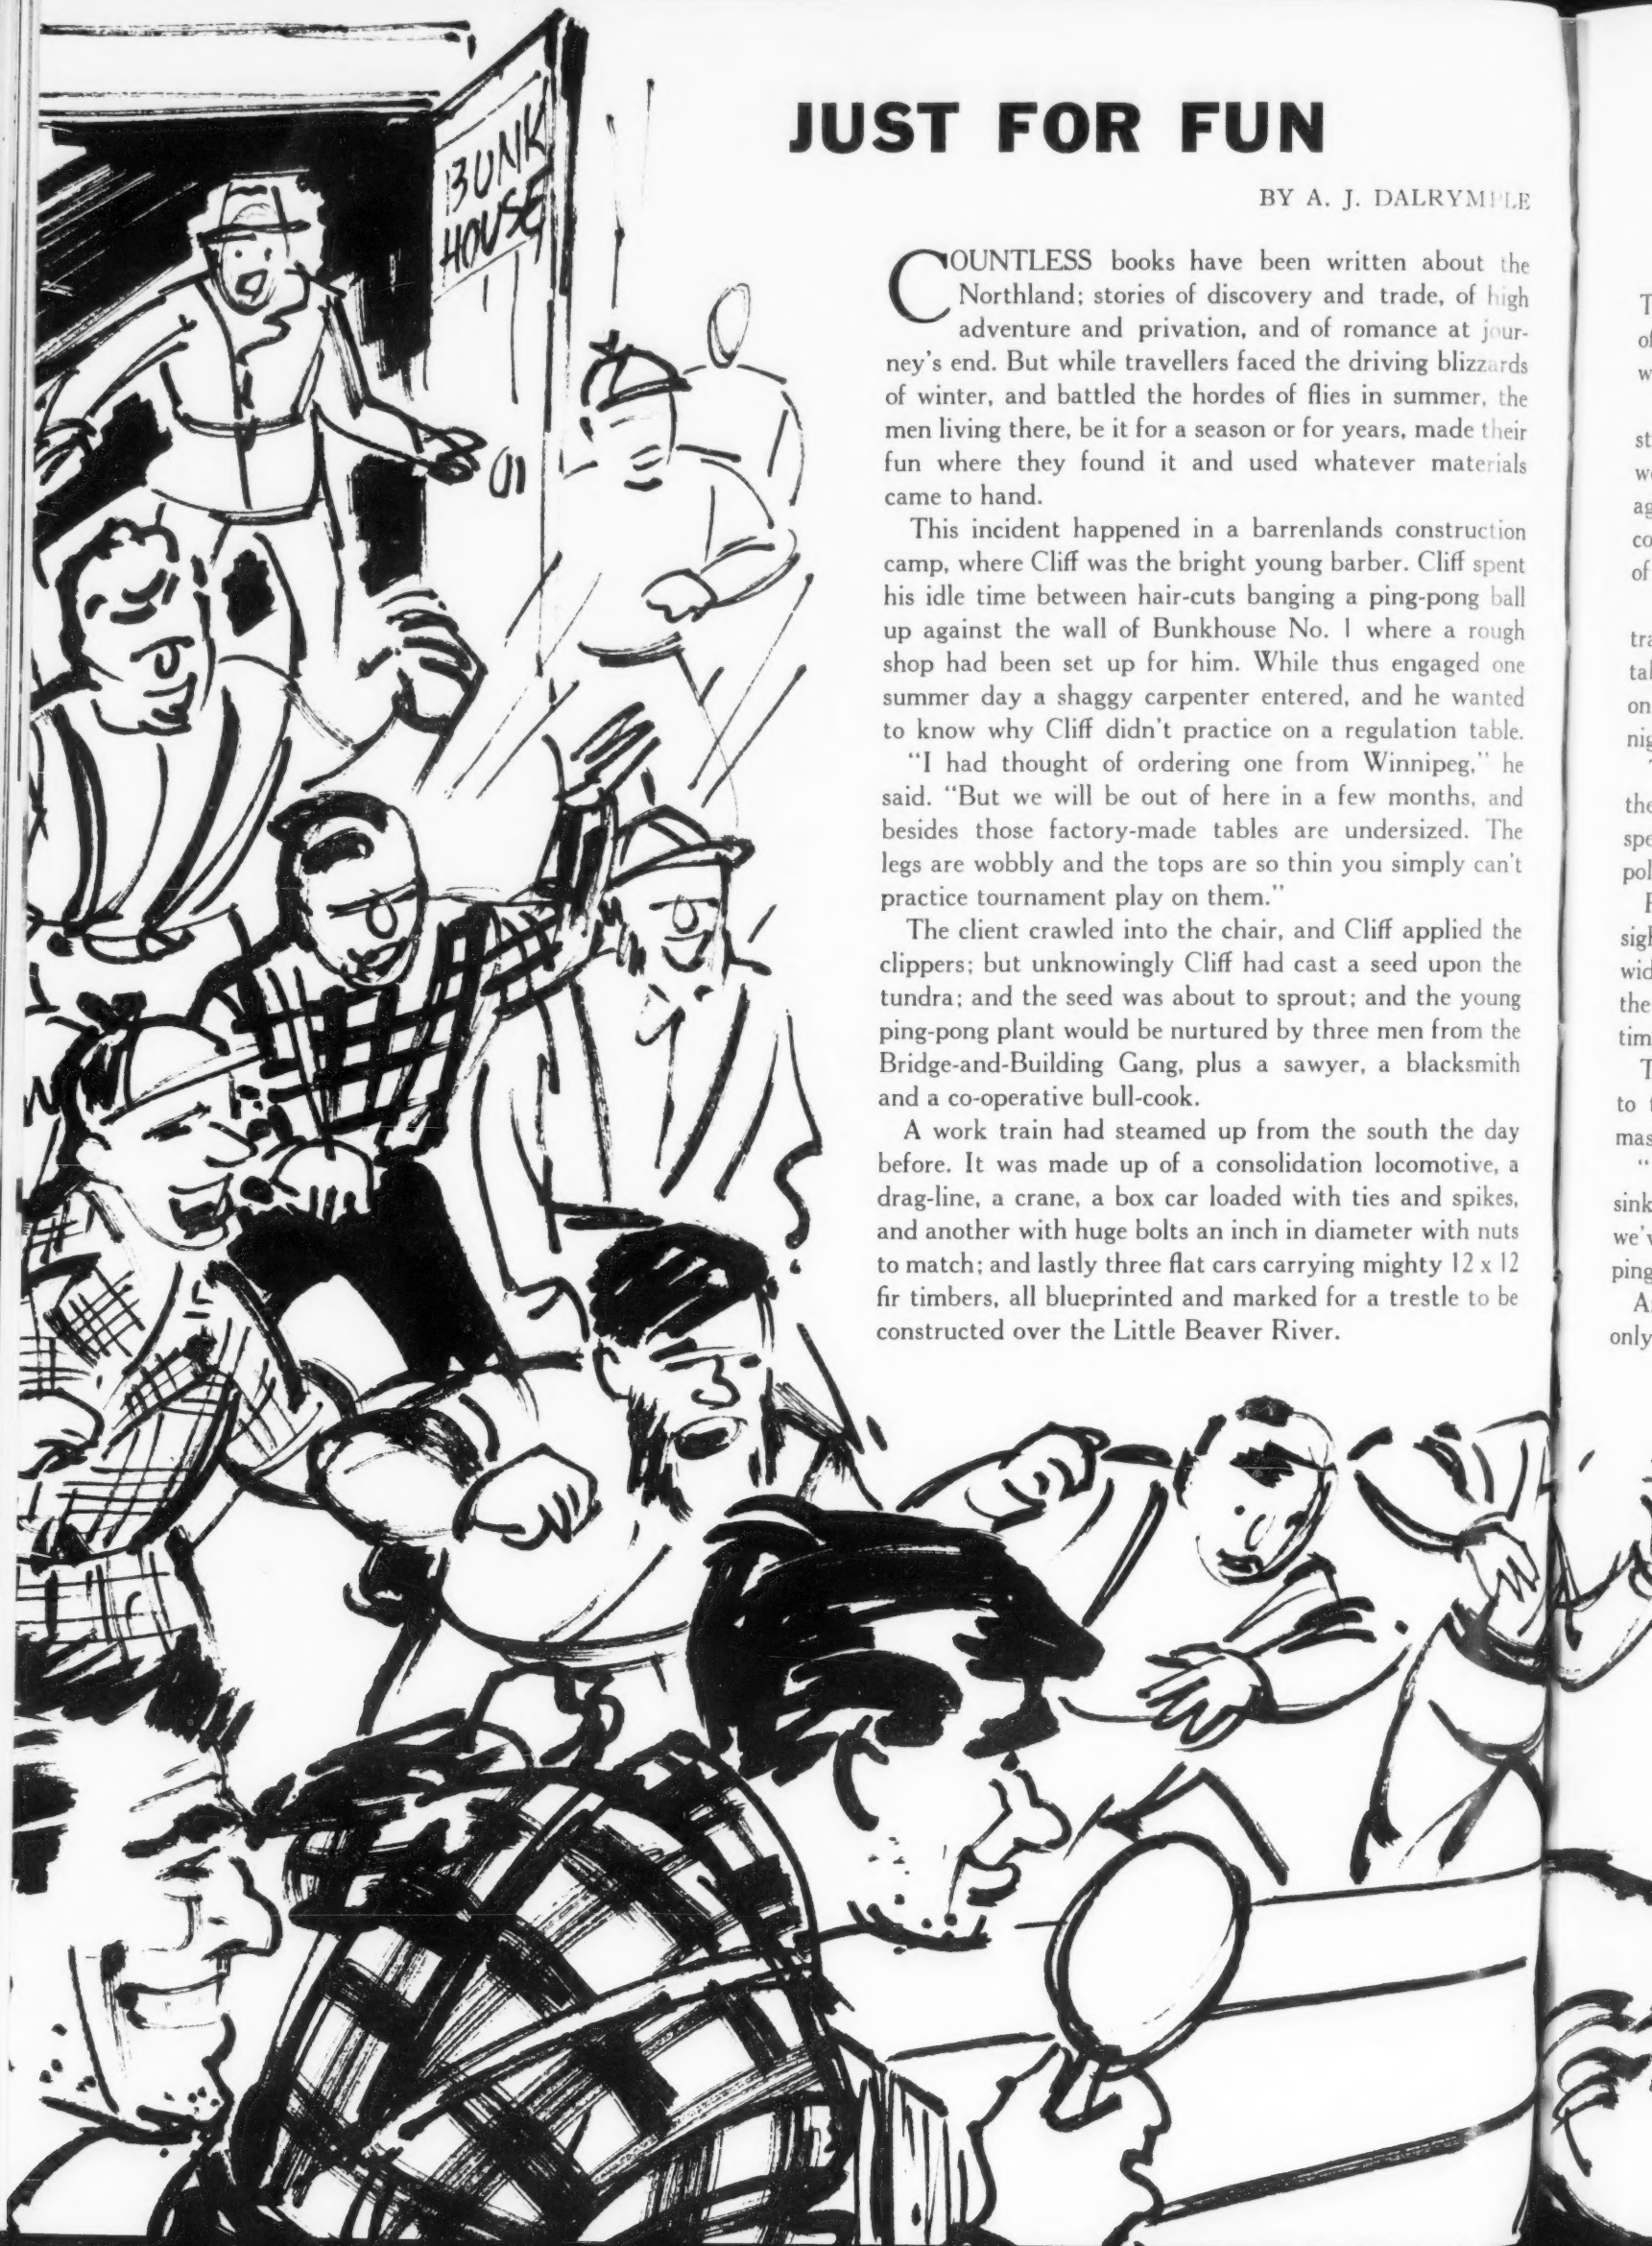 BUNK
HOUSE
JUST FOR FUN
BY A. J. DALRYMPLE
COUNTLESS books have been written about the
Northland; stories of discovery and trade, of high
adventure and privation, and of romance at jour-
ney's end. But while travellers faced the driving blizzards
of winter, and battled the hordes of flies in summer, the
men living there, be it for a season or for years, made their
fun where they found it and used whatever materials
came to hand.
This incident happened in a barrenlands construction
camp, where Cliff was the bright young barber. Cliff spent
his idle time between hair-cuts banging a ping-pong ball
up against the wall of Bunkhouse No. 1 where a rough
shop had been set up for him. While thus engaged one
summer day a shaggy carpenter entered, and he wanted
to know why Cliff didn't practice on a regulation table.
"I had thought of ordering one from Winnipeg," he
said. "But we will be out of here in a few months, and
besides those factory-made tables are undersized. The
legs are wobbly and the tops are so thin you simply can't
practice tournament play on them."
The client crawled into the chair, and Cliff applied the
clippers; but unknowingly Cliff had cast a seed upon the
tundra; and the seed was about to sprout; and the young
ping-pong plant would be nurtured by three men from the
Bridge-and-Building Gang, plus a sawyer, a blacksmith
and a co-operative bull-cook.
A work train had steamed up from the south the day
before. It was made up of a consolidation locomotive, a
drag-line, a crane, a box car loaded with ties and spikes,
and another with huge bolts an inch in diameter with nuts
to match; and lastly three flat cars carrying mighty 12 x 12
fir timbers, all blueprinted and marked for a trestle to be
constructed over the Little Beaver River.